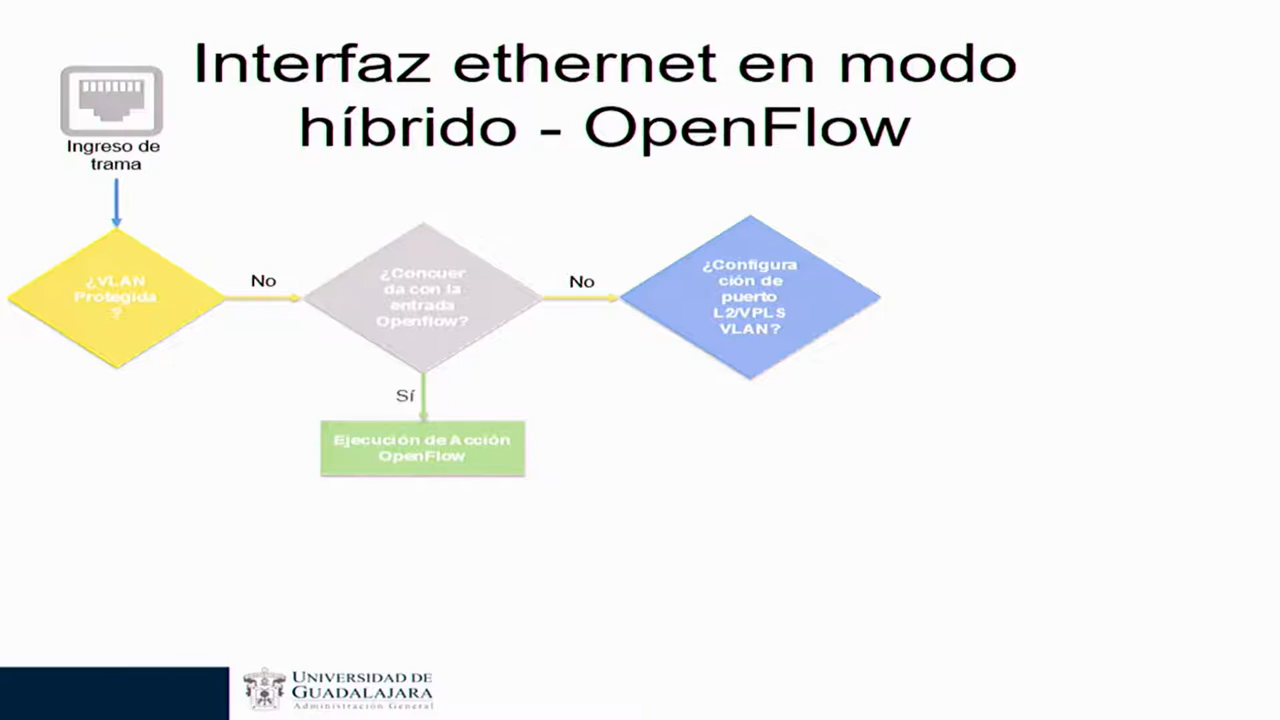 Interfaz ethernet en modo
híbrido - OpenFlow
Ingreso de
trama
¿VLAN
Protegida
?
No
¿Concuer
da con la
entrada
Openflow?
No
¿Configura
ción de
puerto
L2/VPLS
VLAN?
Sí
Ejecución de Acción
OpenFlow
UNIVERSIDAD DE
GUADALAJARA
Administración General